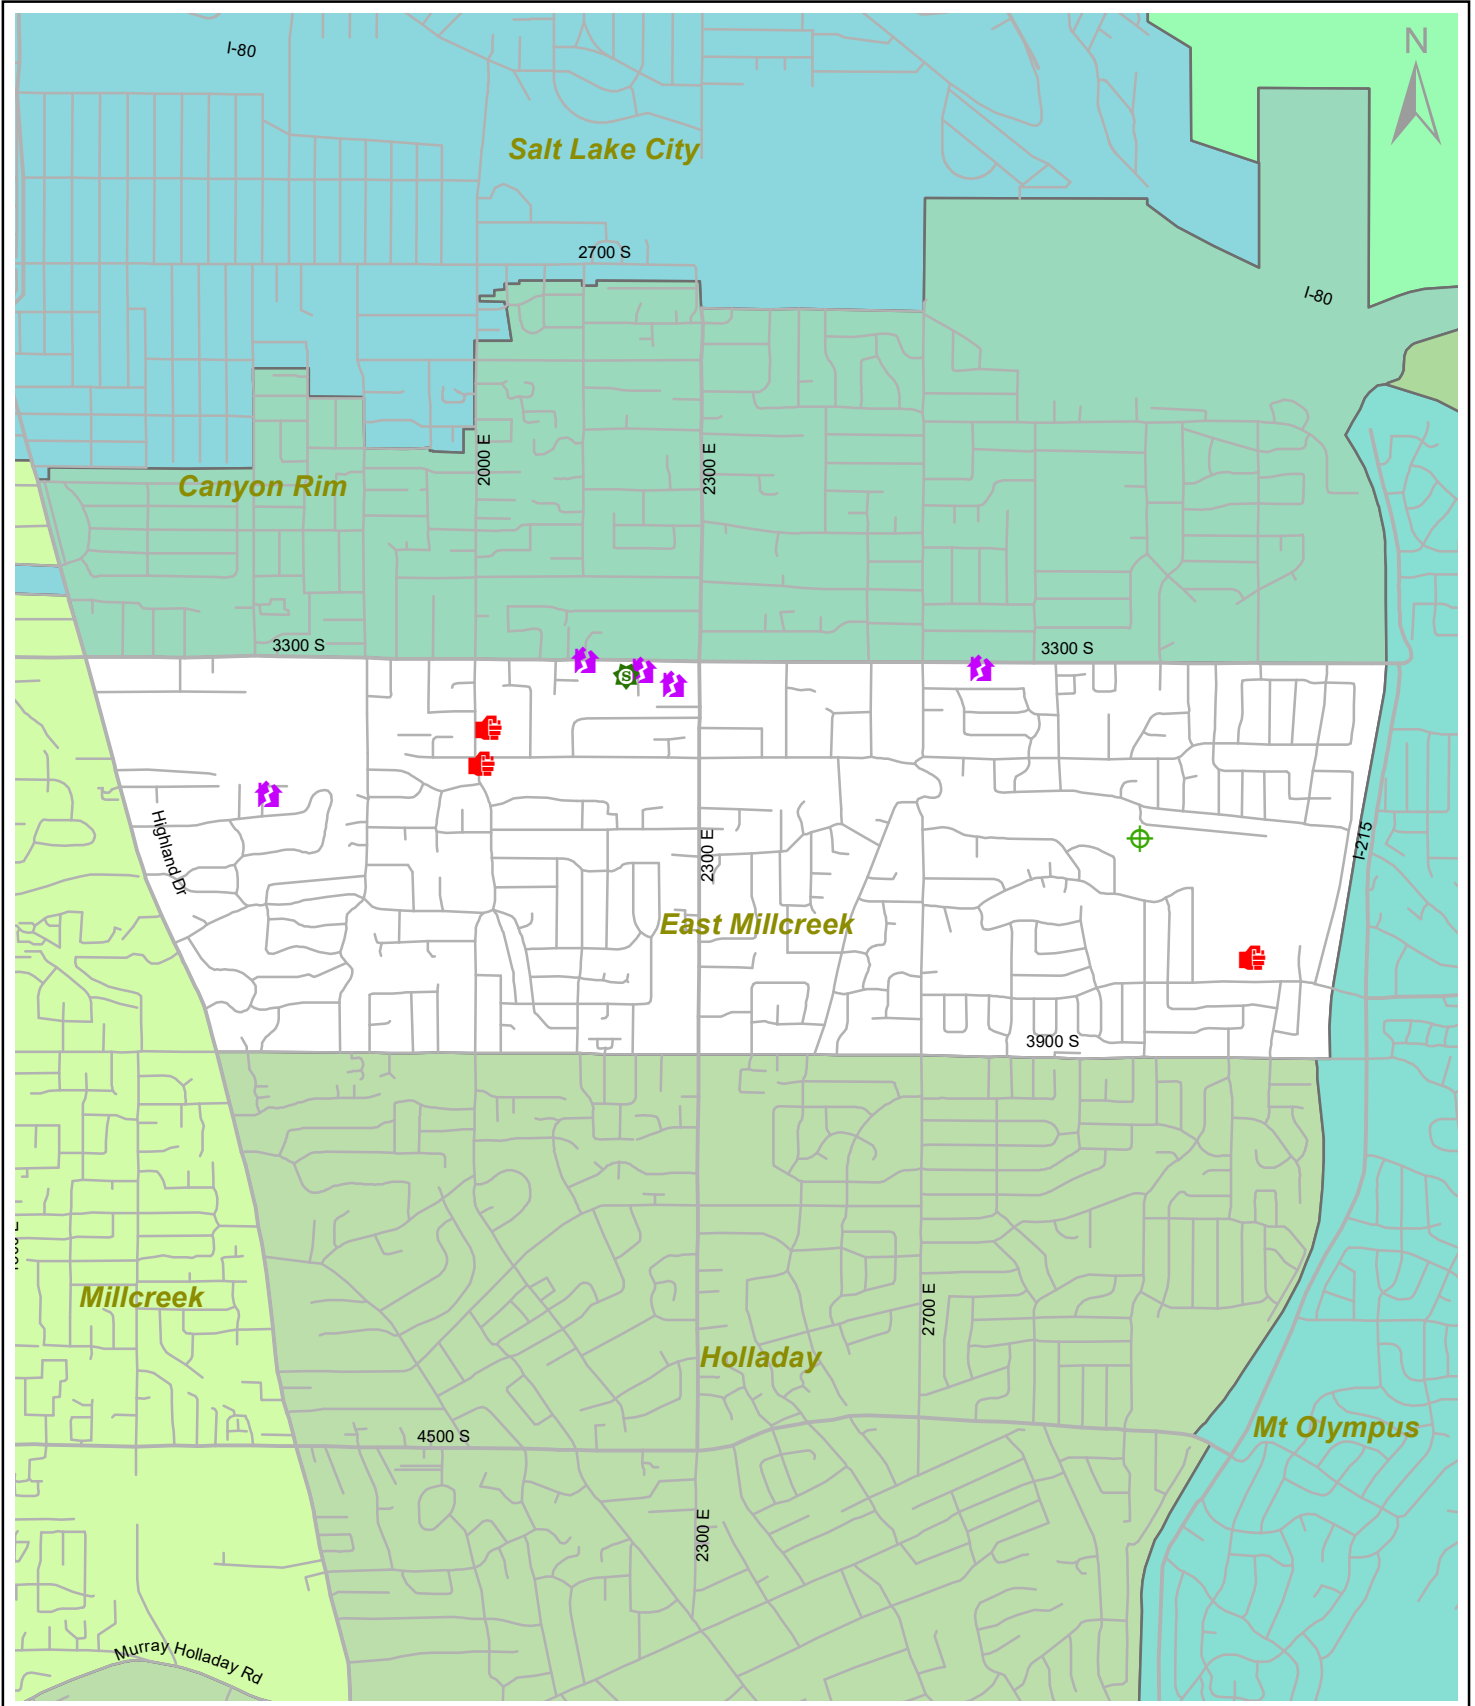 I-80
N
Salt Lake City
2700 S
I-80
2000 E
2300 E
Canyon Rim
3300 S
3300 S
S
Highland Dr
2300 E
I-215
East Millcreek
3900 S
Millcreek
2700 E
Holladay
Mt Olympus
4500 S
2300 E
Murray Holladay Rd